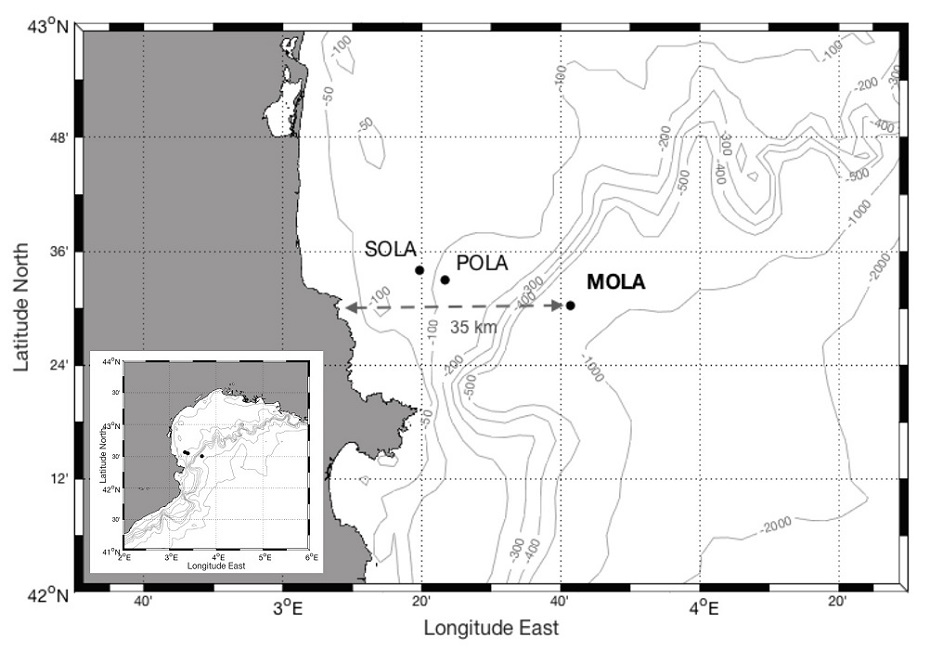 43°N
48'
36'
24'
12'
42°N
Latitude North
40'
3°E
20'
40'
4°E
20'
Longitude East
SOLA
POLA
MOLA
35 km
-100
-50
-50
-100
-100
-200
-300
-200
-400
-300
-400
-200
-500
-500
-1000
-2000
-100
-300
-400
-100
-200
-500
-1000
-50
-300
-400
-2000
44°N
30'
43°N
30'
42°N
30'
41°N
Latitude North
2°E
3°E
4°E
5°E
6°E
Longitude East